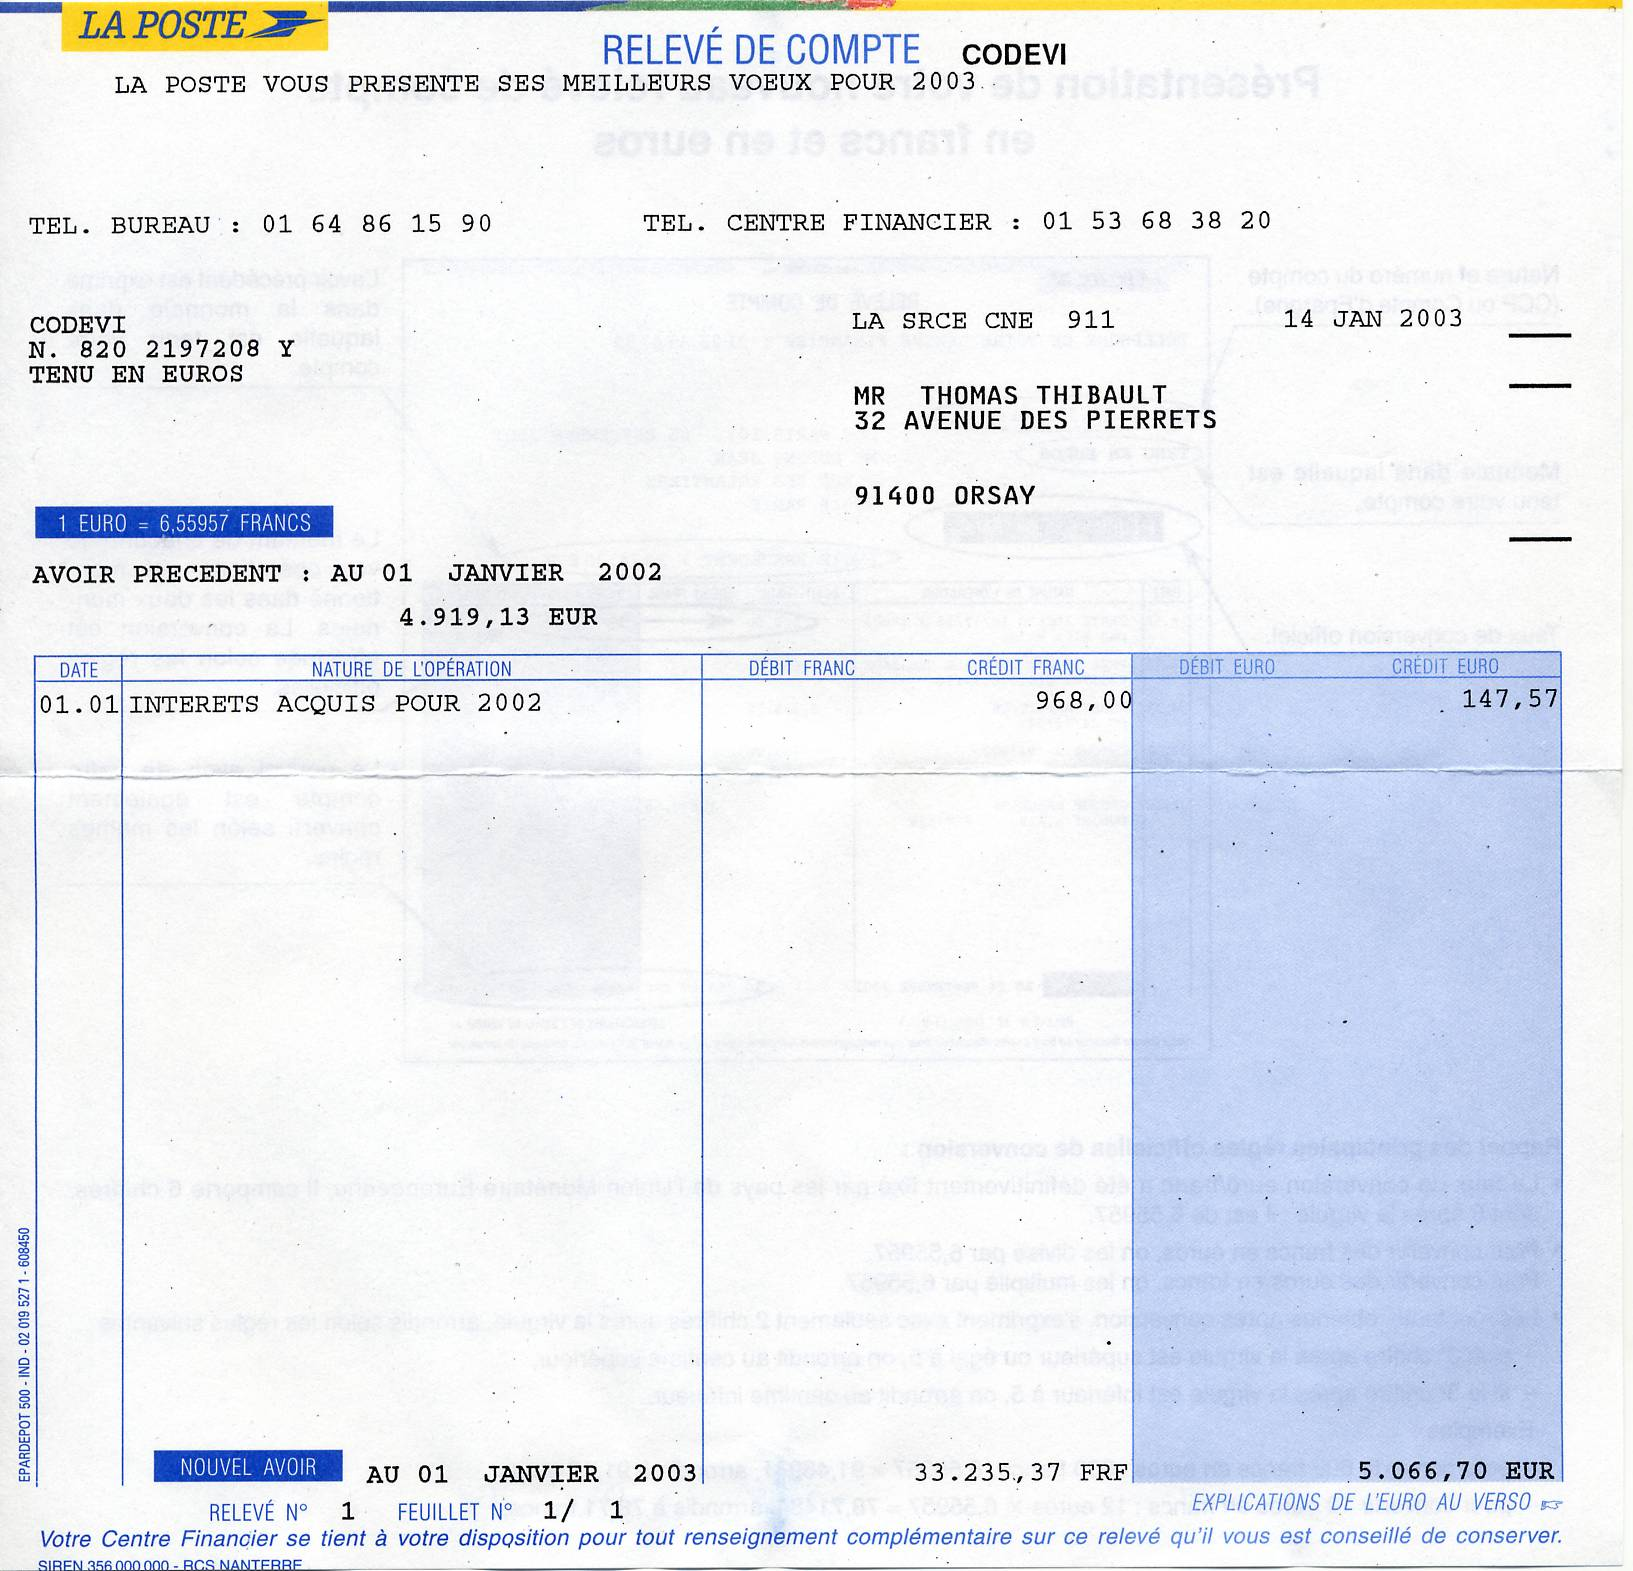 LA POSTE
RELEVÉ DE COMPTE CODEVI
LA POSTE VOUS PRESENTE SES MEILLEURS VOEUX POUR 2003
TEL. BUREAU : 01 64 86 15 90 TEL. CENTRE FINANCIER : 01 53 68 38 20
CODEVI
N. 820 2197208 Y
TENU EN EUROS
LA SRCE CNE 911 14 JAN 2003
MR THOMAS THIBAULT
32 AVENUE DES PIERRETS
91400 ORSAY
1 EURO = 6,55957 FRANCS
AVOIR PRECEDENT : AU 01 JANVIER 2002
4.919,13 EUR
DATE NATURE DE L'OPÉRATION DÉBIT FRANC CRÉDIT FRANC DÉBIT EURO CRÉDIT EURO
01.01 INTERETS ACQUIS POUR 2002 968,00 147,57
EPARDEPOT 500 - IND - 02 019 527 1 - 608450
NOUVEL AVOIR AU 01 JANVIER 2003 33.235,37 FRF 5.066,70 EUR
EXPLICATIONS DE L'EURO AU VERSO
RELEVÉ N° 1 FEUILLET N° 1/ 1
Votre Centre Financier se tient à votre disposition pour tout renseignement complémentaire sur ce relevé qu'il vous est conseillé de conserver.
SIREN 356 000 000 - RCS NANTERRE